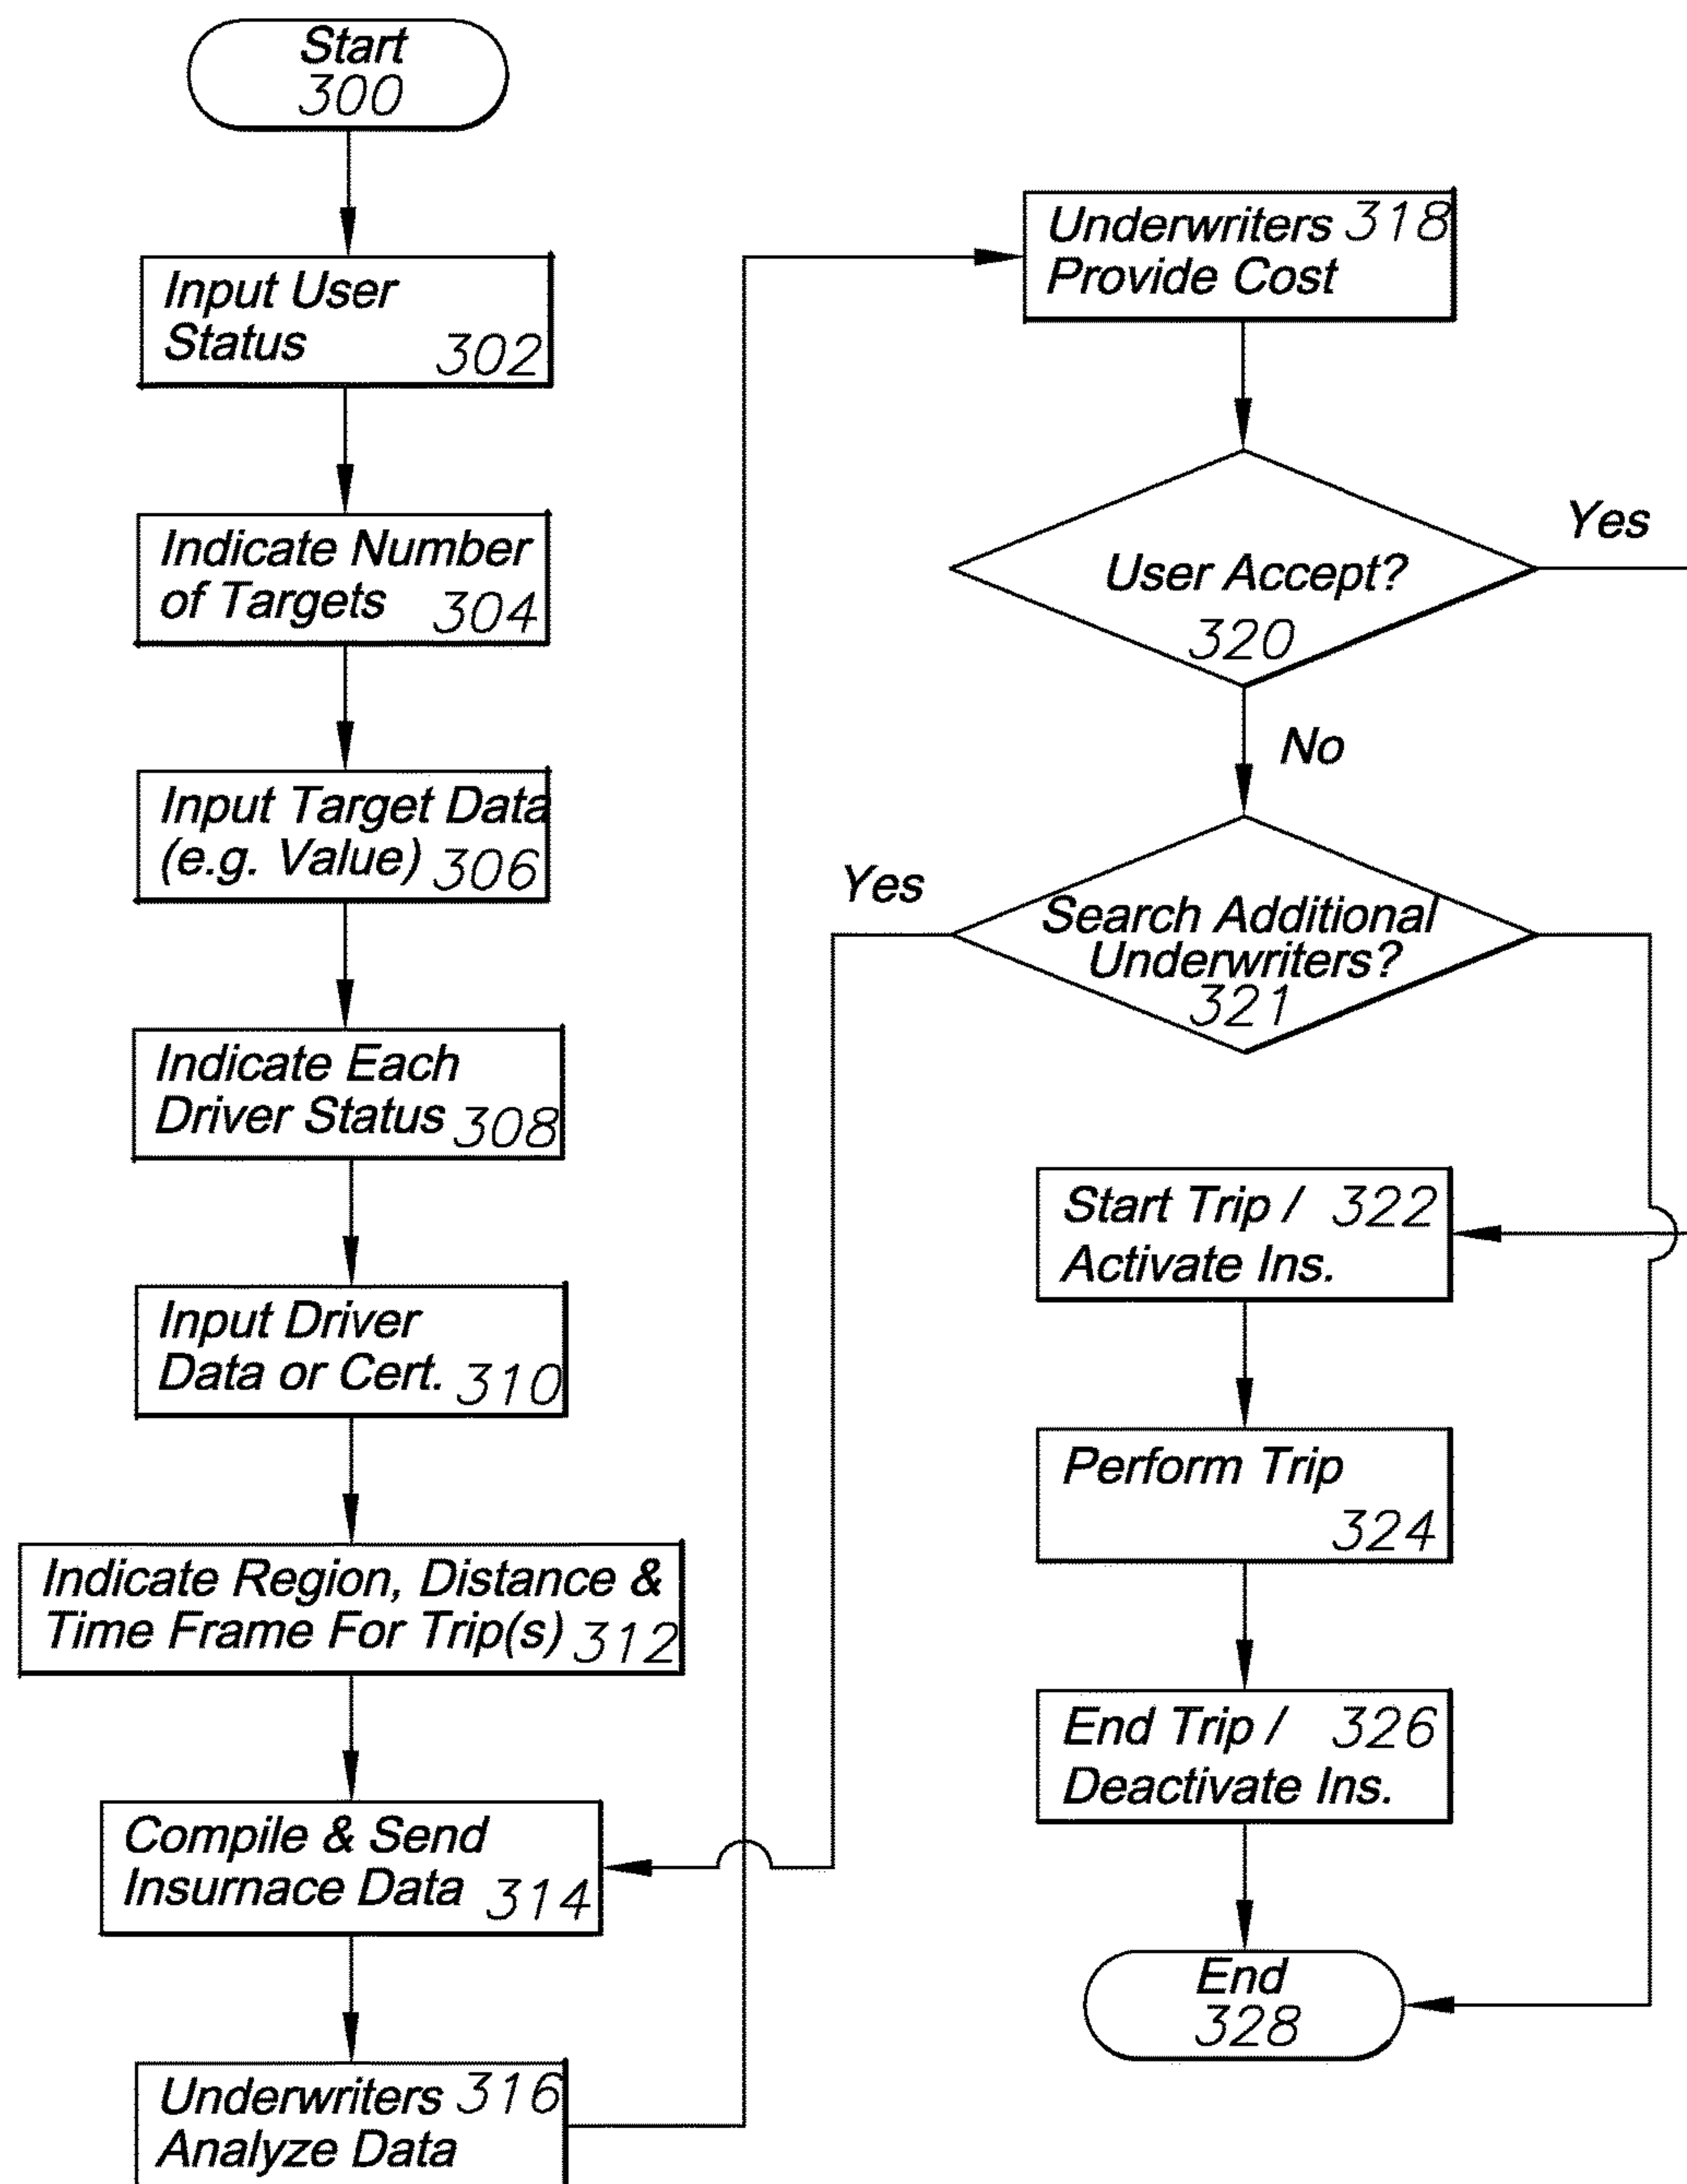 Start
300
Input User
Status 302
Indicate Number
of Targets 304
Input Target Data
(e.g. Value) 306
Indicate Each
Driver Status 308
Input Driver
Data or Cert. 310
Indicate Region, Distance &
Time Frame For Trip(s) 312
Compile & Send
Insurnace Data 314
Underwriters 316
Analyze Data
Underwriters 318
Provide Cost
User Accept?
320
Yes
No
Search Additional
Underwriters?
321
Yes
Start Trip / 322
Activate Ins.
Perform Trip
324
End Trip / 326
Deactivate Ins.
End
328